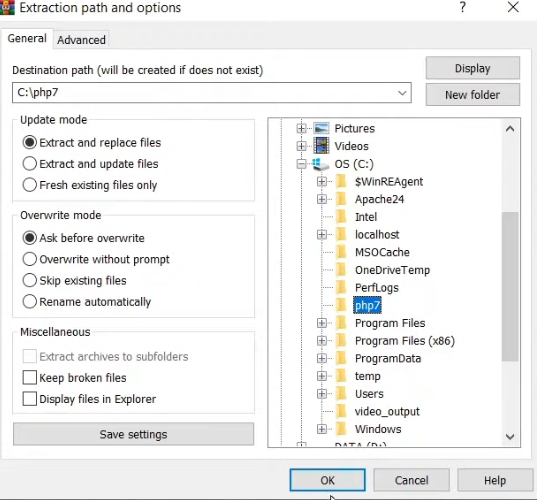 Extraction path and options
General
Advanced
Destination path (will be created if does not exist)
C:\php7
Display
New folder
Update mode
Extract and replace files
Extract and update files
Fresh existing files only
Overwrite mode
Ask before overwrite
Overwrite without prompt
Skip existing files
Rename automatically
Miscellaneous
Extract archives to subfolders
Keep broken files
Display files in Explorer
Save settings
Pictures
Videos
OS (C:)
$WinREAgent
Apache24
Intel
localhost
MSOCache
OneDriveTemp
PerfLogs
php7
Program Files
Program Files (x86)
ProgramData
temp
Users
video_output
Windows
DATA (D:)
OK
Cancel
Help